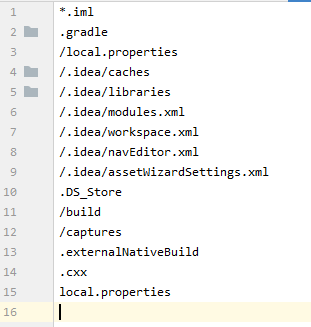 1 *.iml
2 .gradle
3 /local.properties
4 /.idea/caches
5 /.idea/libraries
6 /.idea/modules.xml
7 /.idea/workspace.xml
8 /.idea/navEditor.xml
9 /.idea/assetWizardSettings.xml
10 .DS_Store
11 /build
12 /captures
13 .externalNativeBuild
14 .cxx
15 local.properties
16